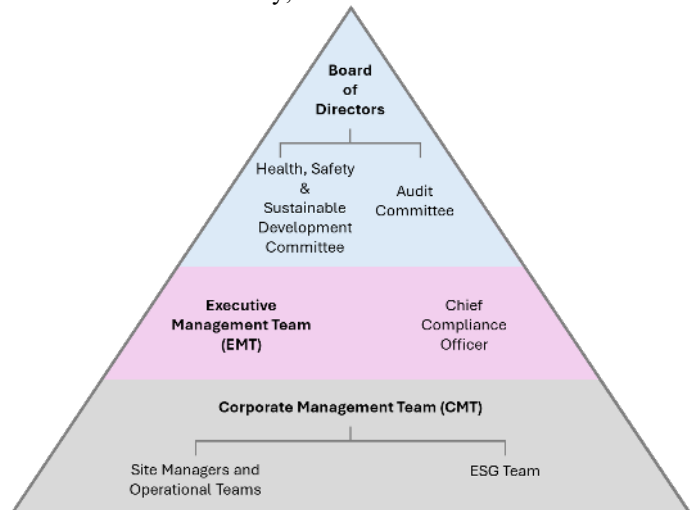 Board
of
Directors
Health, Safety
&
Sustainable
Development
Committee
Audit
Committee
Executive
Management Team
(EMT)
Chief
Compliance
Officer
Corporate Management Team (CMT)
Site Managers and
Operational Teams
ESG Team